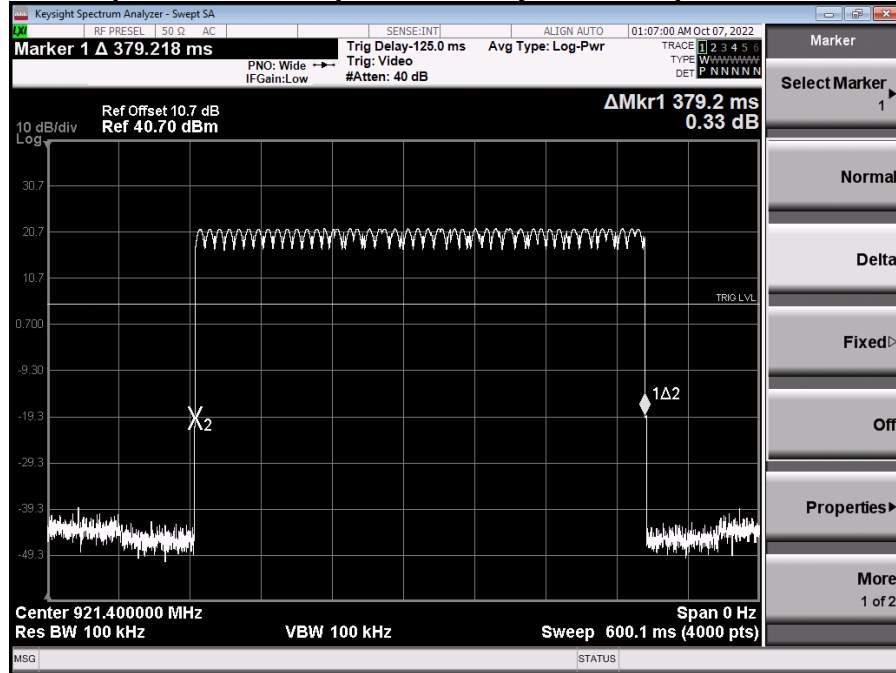 Keysight Spectrum Analyzer - Swept SA
LXI RF PRESEL 50 Ω AC SENSE:INT ALIGN AUTO 01:07:00 AM Oct 07, 2022
Marker 1 Δ 379.218 ms
PNO: Wide
IFGain:Low
Trig Delay-125.0 ms
Trig: Video
#Atten: 40 dB
Avg Type: Log-Pwr
TRACE 1 2 3 4 5 6
TYPE WWWWWW
DET P N N N N N
ΔMkr1 379.2 ms
0.33 dB
Ref Offset 10.7 dB
10 dB/div Ref 40.70 dBm
Log
30.7
20.7
10.7
TRIG LVL
0.700
-9.30
1Δ2
-19.3
X2
-29.3
-39.3
-49.3
Center 921.400000 MHz Span 0 Hz
Res BW 100 kHz VBW 100 kHz Sweep 600.1 ms (4000 pts)
MSG STATUS
Marker
Select Marker
1
Normal
Delta
Fixed
Off
Properties
More
1 of 2